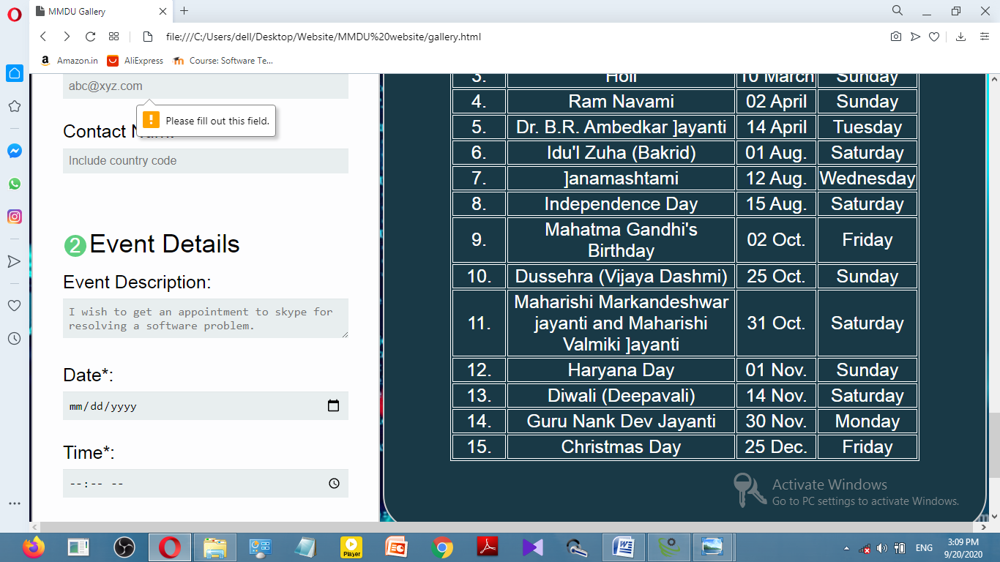 MMDU Gallery
file:///C:/Users/dell/Desktop/Website/MMDU%20website/gallery.html
Amazon.in AliExpress Course: Software Te...
abc@xyz.com
Please fill out this field.
Contact
Include country code
2 Event Details
Event Description:
I wish to get an appointment to skype for
resolving a software problem.
Date*:
mm/dd/yyyy
Time*:
--:-- --
3. Holi 10 March Sunday
4. Ram Navami 02 April Sunday
5. Dr. B.R. Ambedkar ]ayanti 14 April Tuesday
6. Idu'l Zuha (Bakrid) 01 Aug. Saturday
7. ]anamashtami 12 Aug. Wednesday
8. Independence Day 15 Aug. Saturday
9. Mahatma Gandhi's
Birthday 02 Oct. Friday
10. Dussehra (Vijaya Dashmi) 25 Oct. Sunday
11. Maharishi Markandeshwar
jayanti and Maharishi
Valmiki ]ayanti 31 Oct. Saturday
12. Haryana Day 01 Nov. Sunday
13. Diwali (Deepavali) 14 Nov. Saturday
14. Guru Nank Dev Jayanti 30 Nov. Monday
15. Christmas Day 25 Dec. Friday
Activate Windows
Go to PC settings to activate Windows.
Player
ENG
3:09 PM
9/20/2020